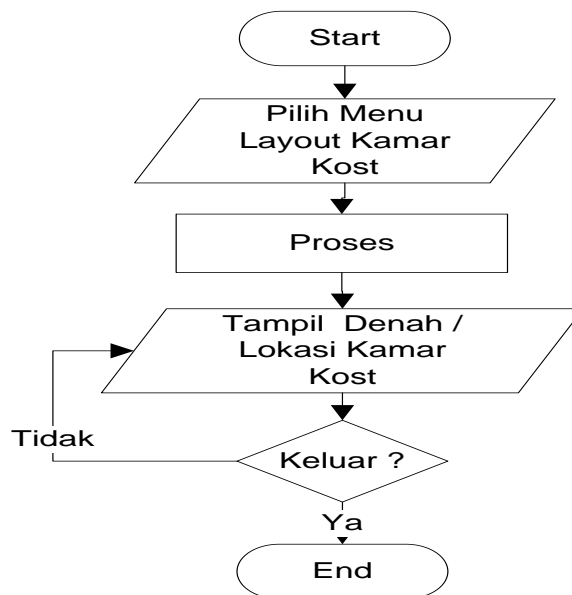 Start
Pilih Menu
Layout Kamar
Kost
Proses
Tampil Denah /
Lokasi Kamar
Kost
Tidak
Keluar ?
Ya
End